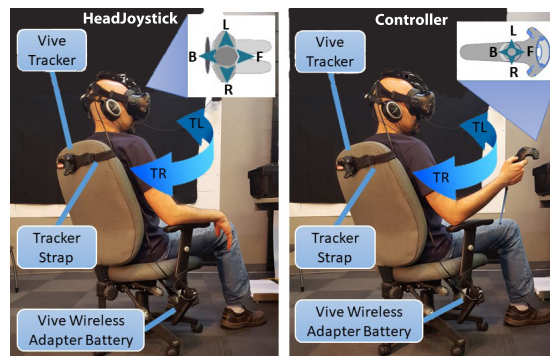 HeadJoystick
Vive
Tracker
L
B
F
R
TL
TR
Tracker
Strap
Vive Wireless
Adapter Battery
Controller
Vive
Tracker
L
B
F
R
TL
TR
Tracker
Strap
Vive Wireless
Adapter Battery